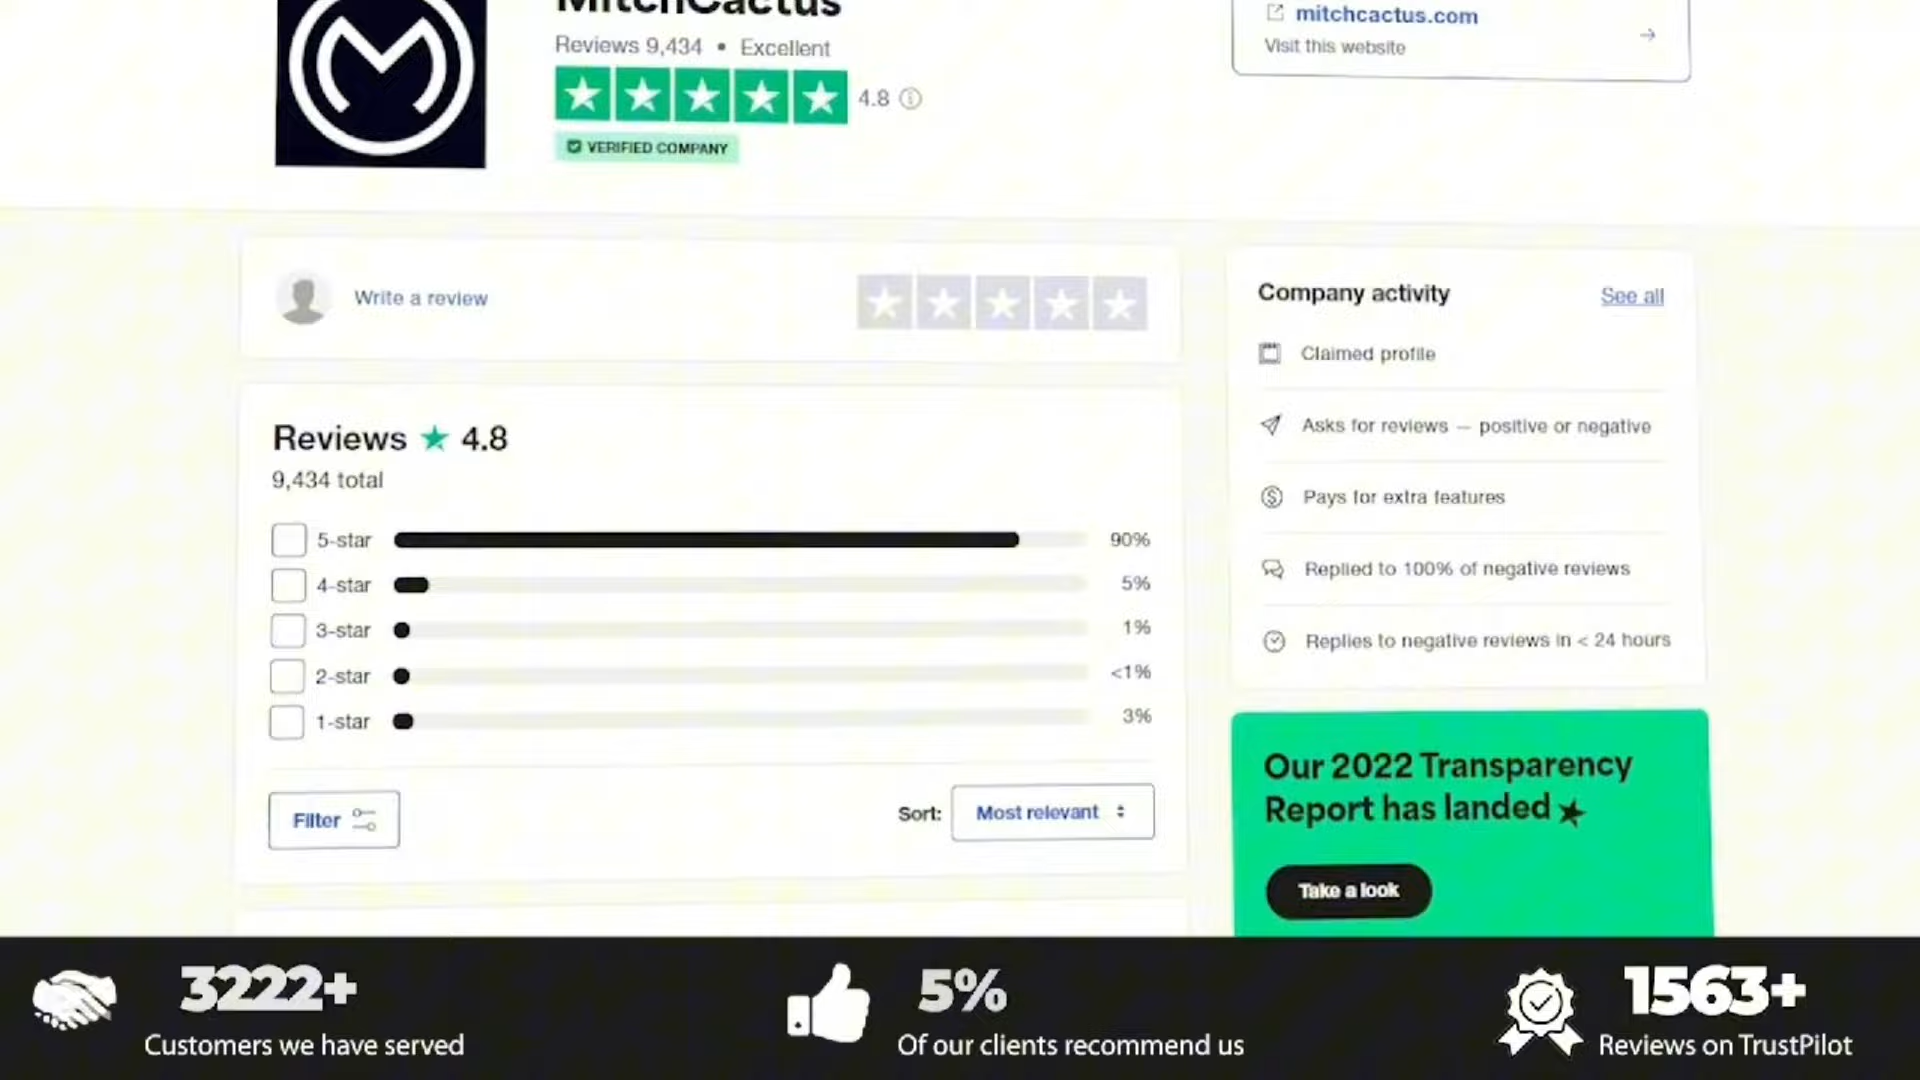 MitchCactus
Reviews 9,434 • Excellent
4.8
VERIFIED COMPANY
mitchcactus.com
Visit this website
Write a review
Reviews ★ 4.8
9,434 total
5-star 90%
4-star 5%
3-star 1%
2-star <1%
1-star 3%
Filter
Sort: Most relevant
Company activity See all
Claimed profile
Asks for reviews — positive or negative
Pays for extra features
Replied to 100% of negative reviews
Replies to negative reviews in < 24 hours
Our 2022 Transparency
Report has landed
Take a look
3222+
Customers we have served
5%
Of our clients recommend us
1563+
Reviews on TrustPilot